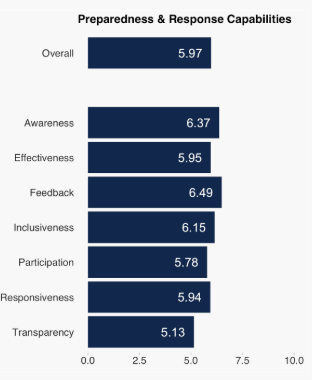 Preparedness & Response Capabilities
Overall 5.97
Awareness 6.37
Effectiveness 5.95
Feedback 6.49
Inclusiveness 6.15
Participation 5.78
Responsiveness 5.94
Transparency 5.13
0.0 2.5 5.0 7.5 10.0